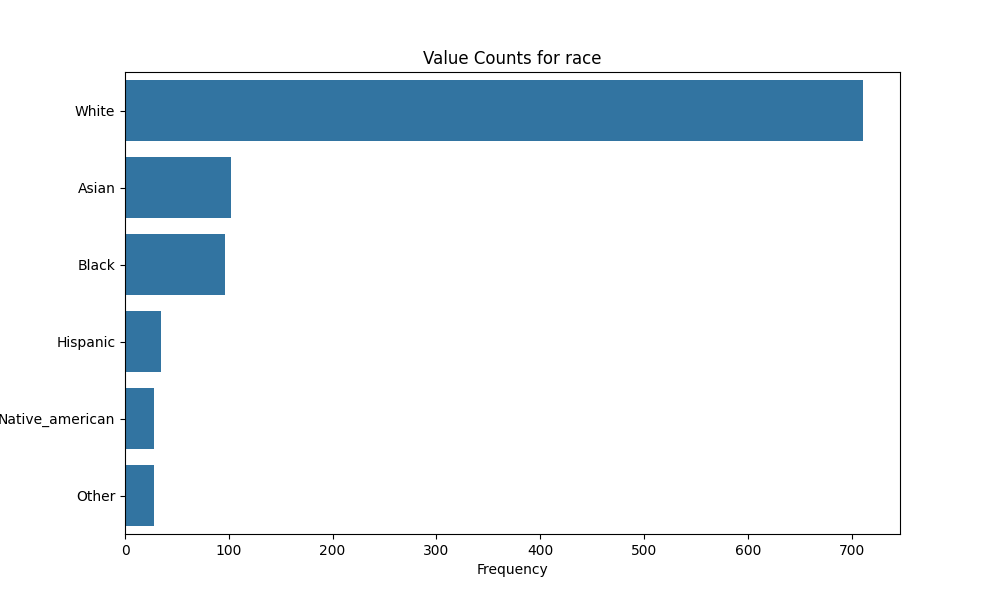 Value Counts for race
White
Asian
Black
Hispanic
Native_american
Other
0 100 200 300 400 500 600 700
Frequency